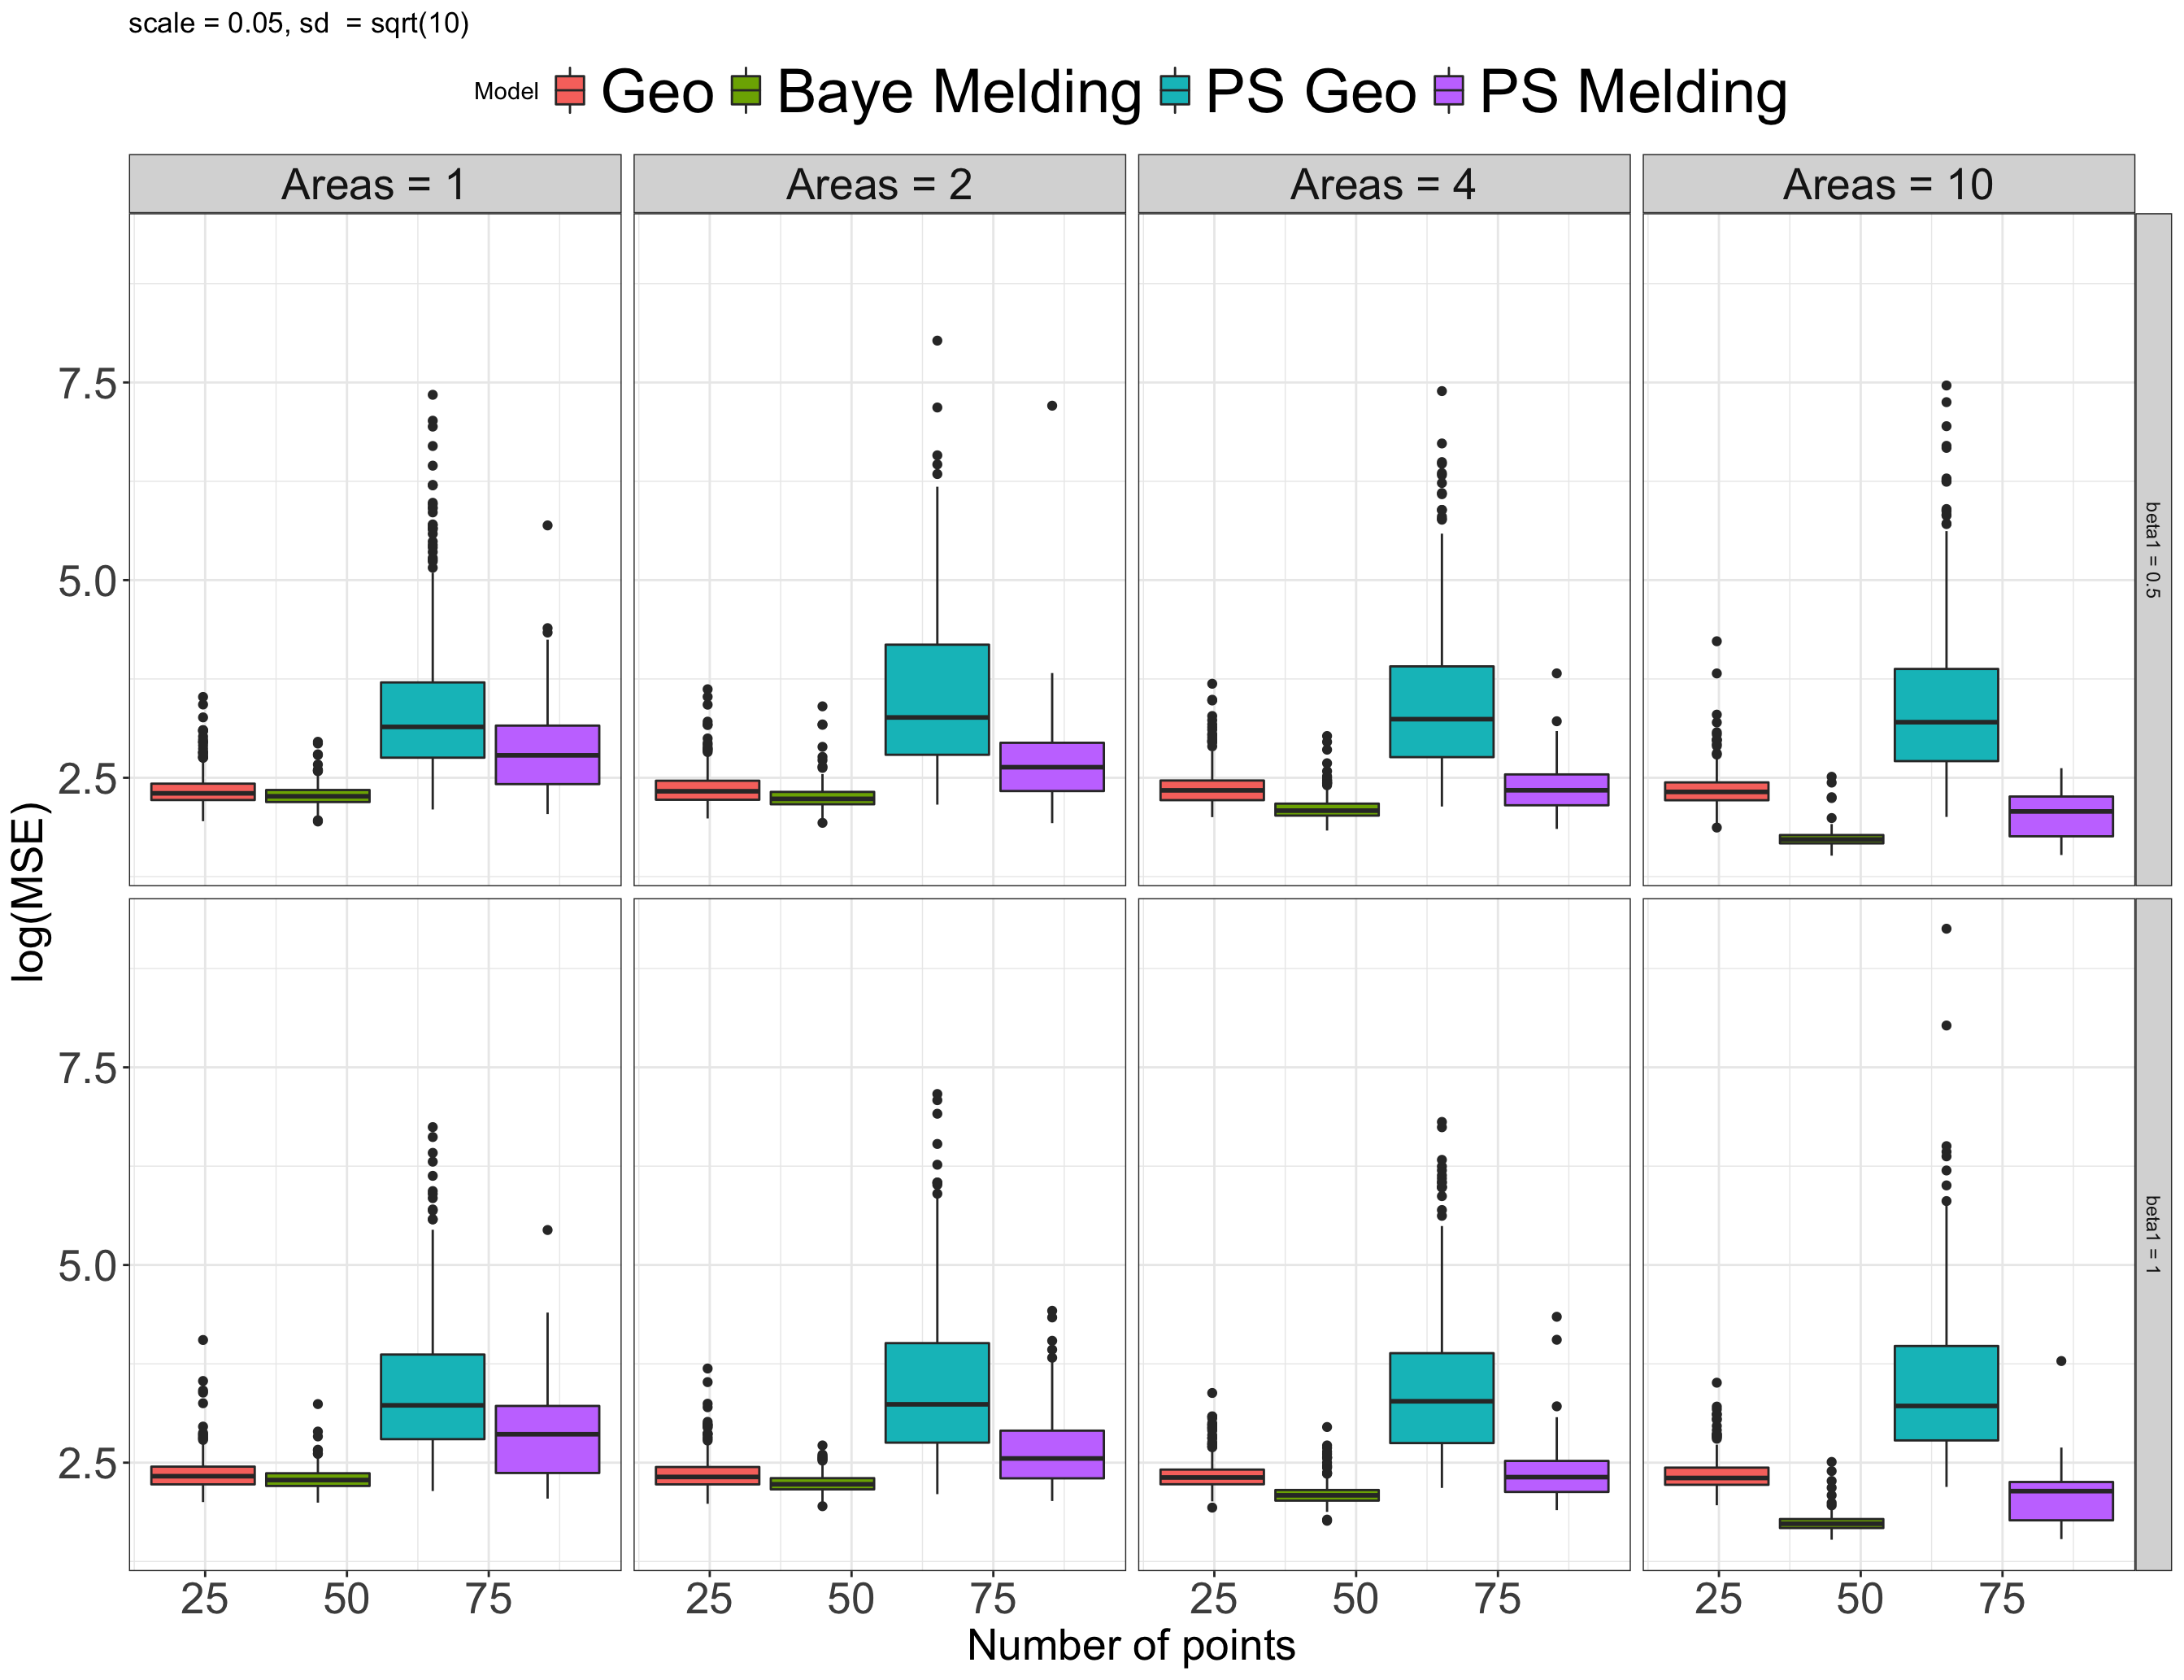 scale = 0.05, sd  = sqrt(10)
Model Geo Baye Melding PS Geo PS Melding
Areas = 1 Areas = 2 Areas = 4 Areas = 10
log(MSE)
7.5
5.0
2.5
beta1 = 0.5
7.5
5.0
2.5
beta1 = 1
25 50 75 25 50 75 25 50 75 25 50 75
Number of points